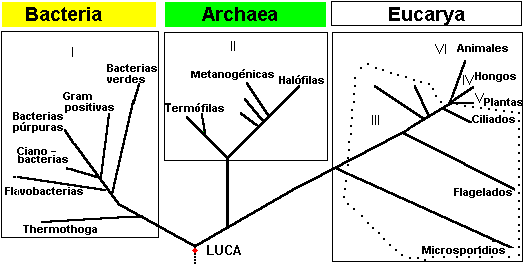 Bacteria
Archaea
Eucarya
I
Bacterias
verdes
Gram
positivas
Bacterias
púrpuras
Ciano -
bacterias
Flavobacterias
Thermothoga
II
Metanogénicas
Halófilas
Termófilas
LUCA
VI
Animales
IV
Hongos
V
Plantas
Ciliados
III
Flagelados
Microsporidios